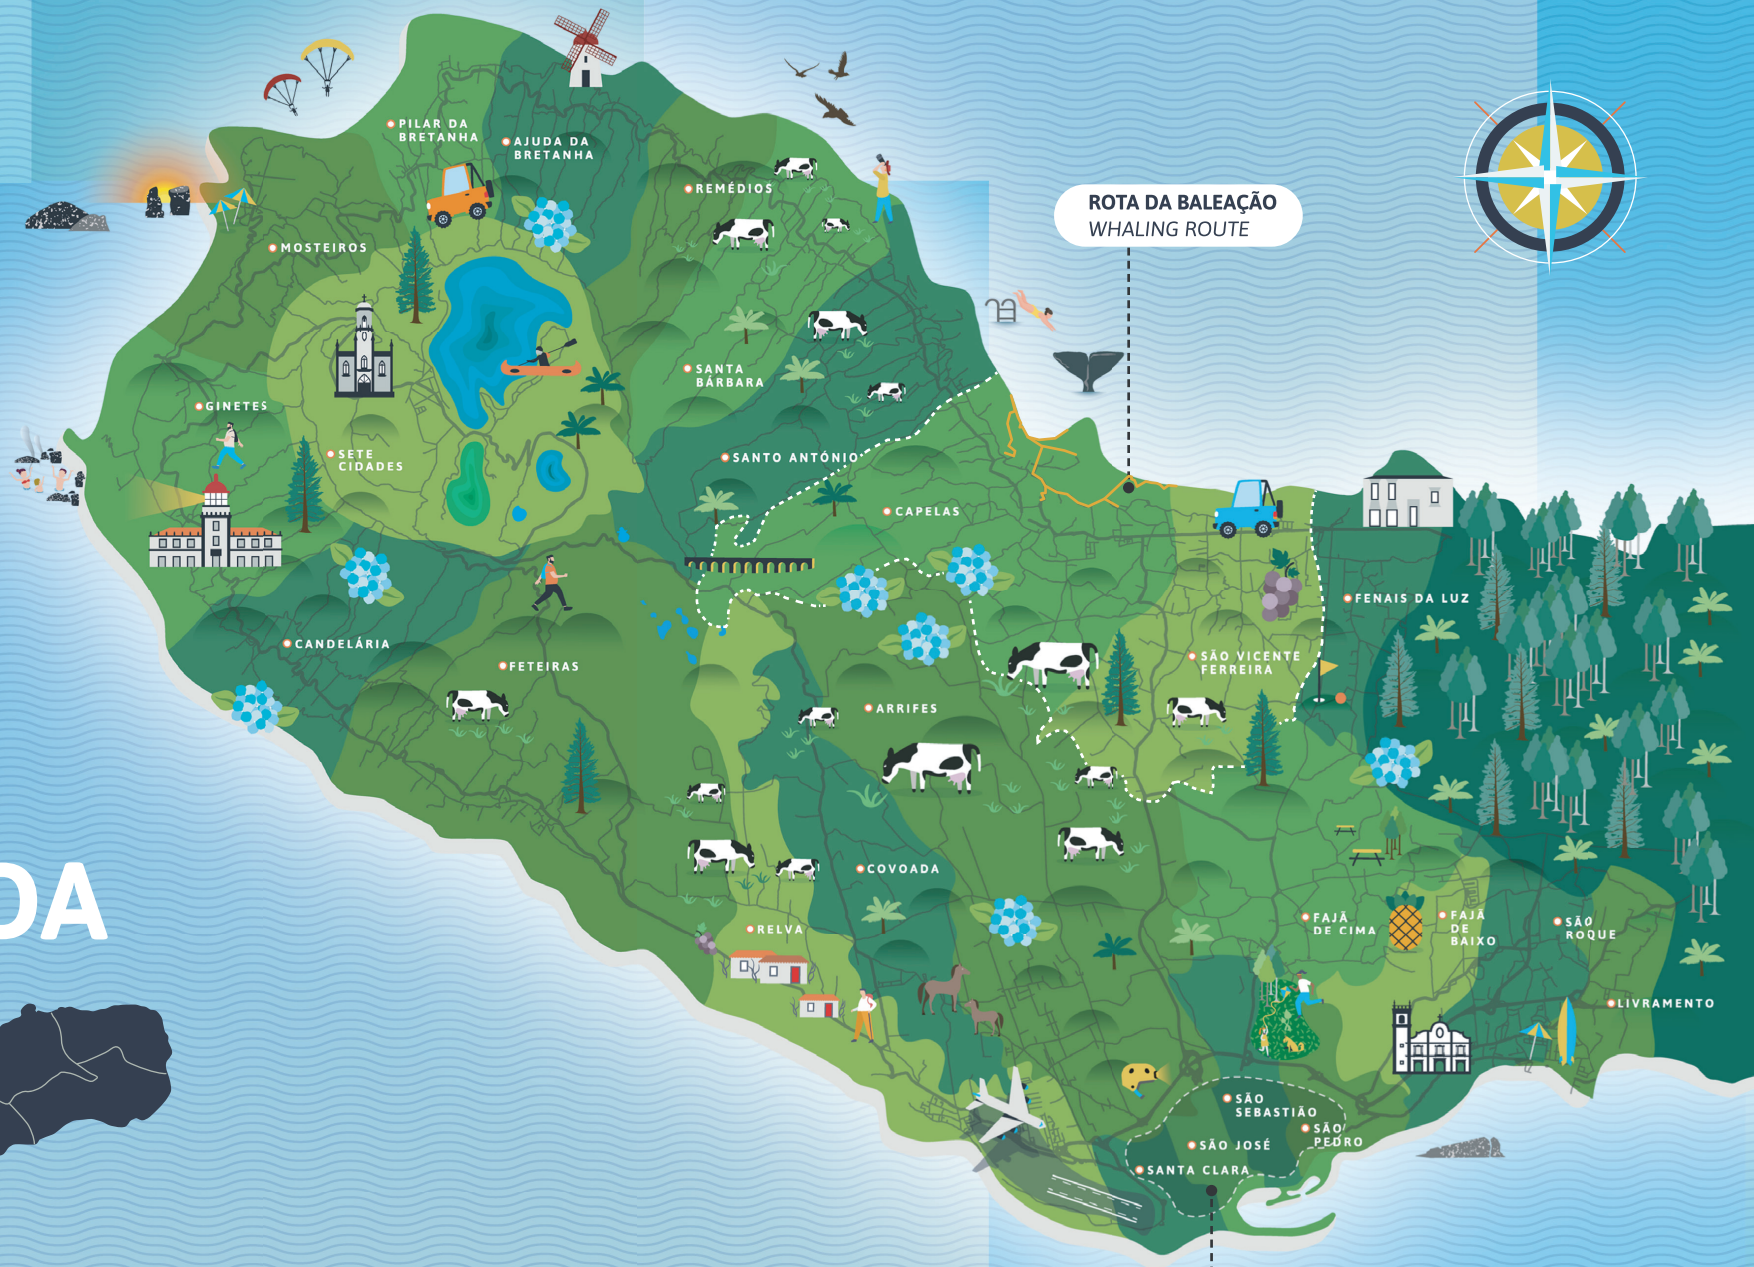 PILAR DA
BRETANHA
AJUDA DA
BRETANHA
REMÉDIOS
ROTA DA BALEAÇÃO
WHALING ROUTE
MOSTEIROS
SANTA
BÁRBARA
GINETES
SETE
CIDADES
SANTO ANTÓNIO
CAPELAS
FENAIS DA LUZ
CANDELÁRIA
FETEIRAS
SÃO VICENTE
FERREIRA
ARRIFES
COVOADA
DA
RELVA
FAJÃ
DE CIMA
FAJÃ
DE
BAIXO
SÃO
ROQUE
LIVRAMENTO
SÃO
SEBASTIÃO
SÃO
PEDRO
SÃO JOSÉ
SANTA CLARA